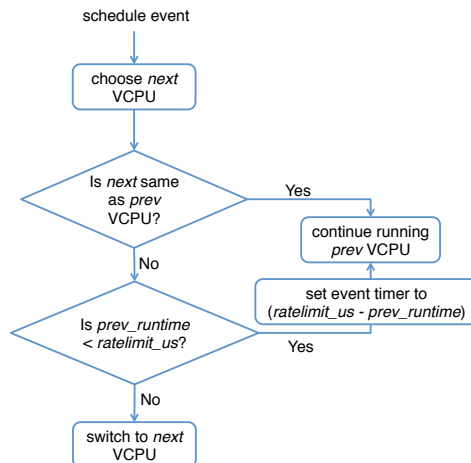 schedule event
choose next
VCPU
Is next same
as prev
VCPU?
Yes
continue running
prev VCPU
No
set event timer to
(ratelimit_us - prev_runtime)
Is prev_runtime
< ratelimit_us?
Yes
No
switch to next
VCPU